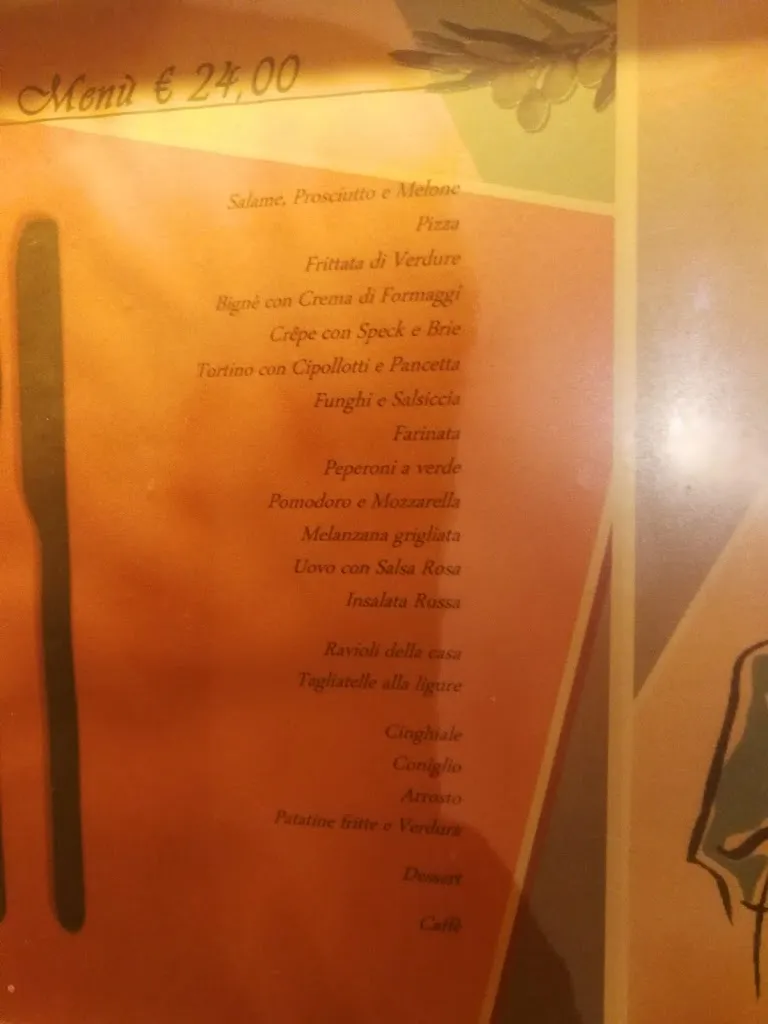 Menù € 24,00
Salame, Prosciutto e Melone
Pizza
Frittata di Verdure
Bignè con Crema di Formaggi
Crêpe con Speck e Brie
Tortino con Cipollotti e Pancetta
Funghi e Salsiccia
Farinata
Peperoni a verde
Pomodoro e Mozzarella
Melanzana grigliata
Uovo con Salsa Rosa
Insalata Russa
Ravioli della casa
Tagliatelle alla ligure
Cinghiale
Coniglio
Arrosto
Patatine fritte e Verdura
Dessert
Caffè